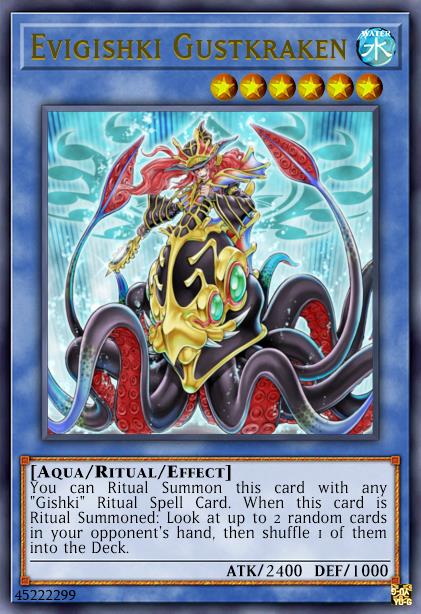 Evigishki Gustkraken
WATER
水
[Aqua/Ritual/Effect]
You can Ritual Summon this card with any
"Gishki" Ritual Spell Card. When this card is
Ritual Summoned: Look at up to 2 random cards
in your opponent's hand, then shuffle 1 of them
into the Deck.
ATK/2400 DEF/1000
45222299